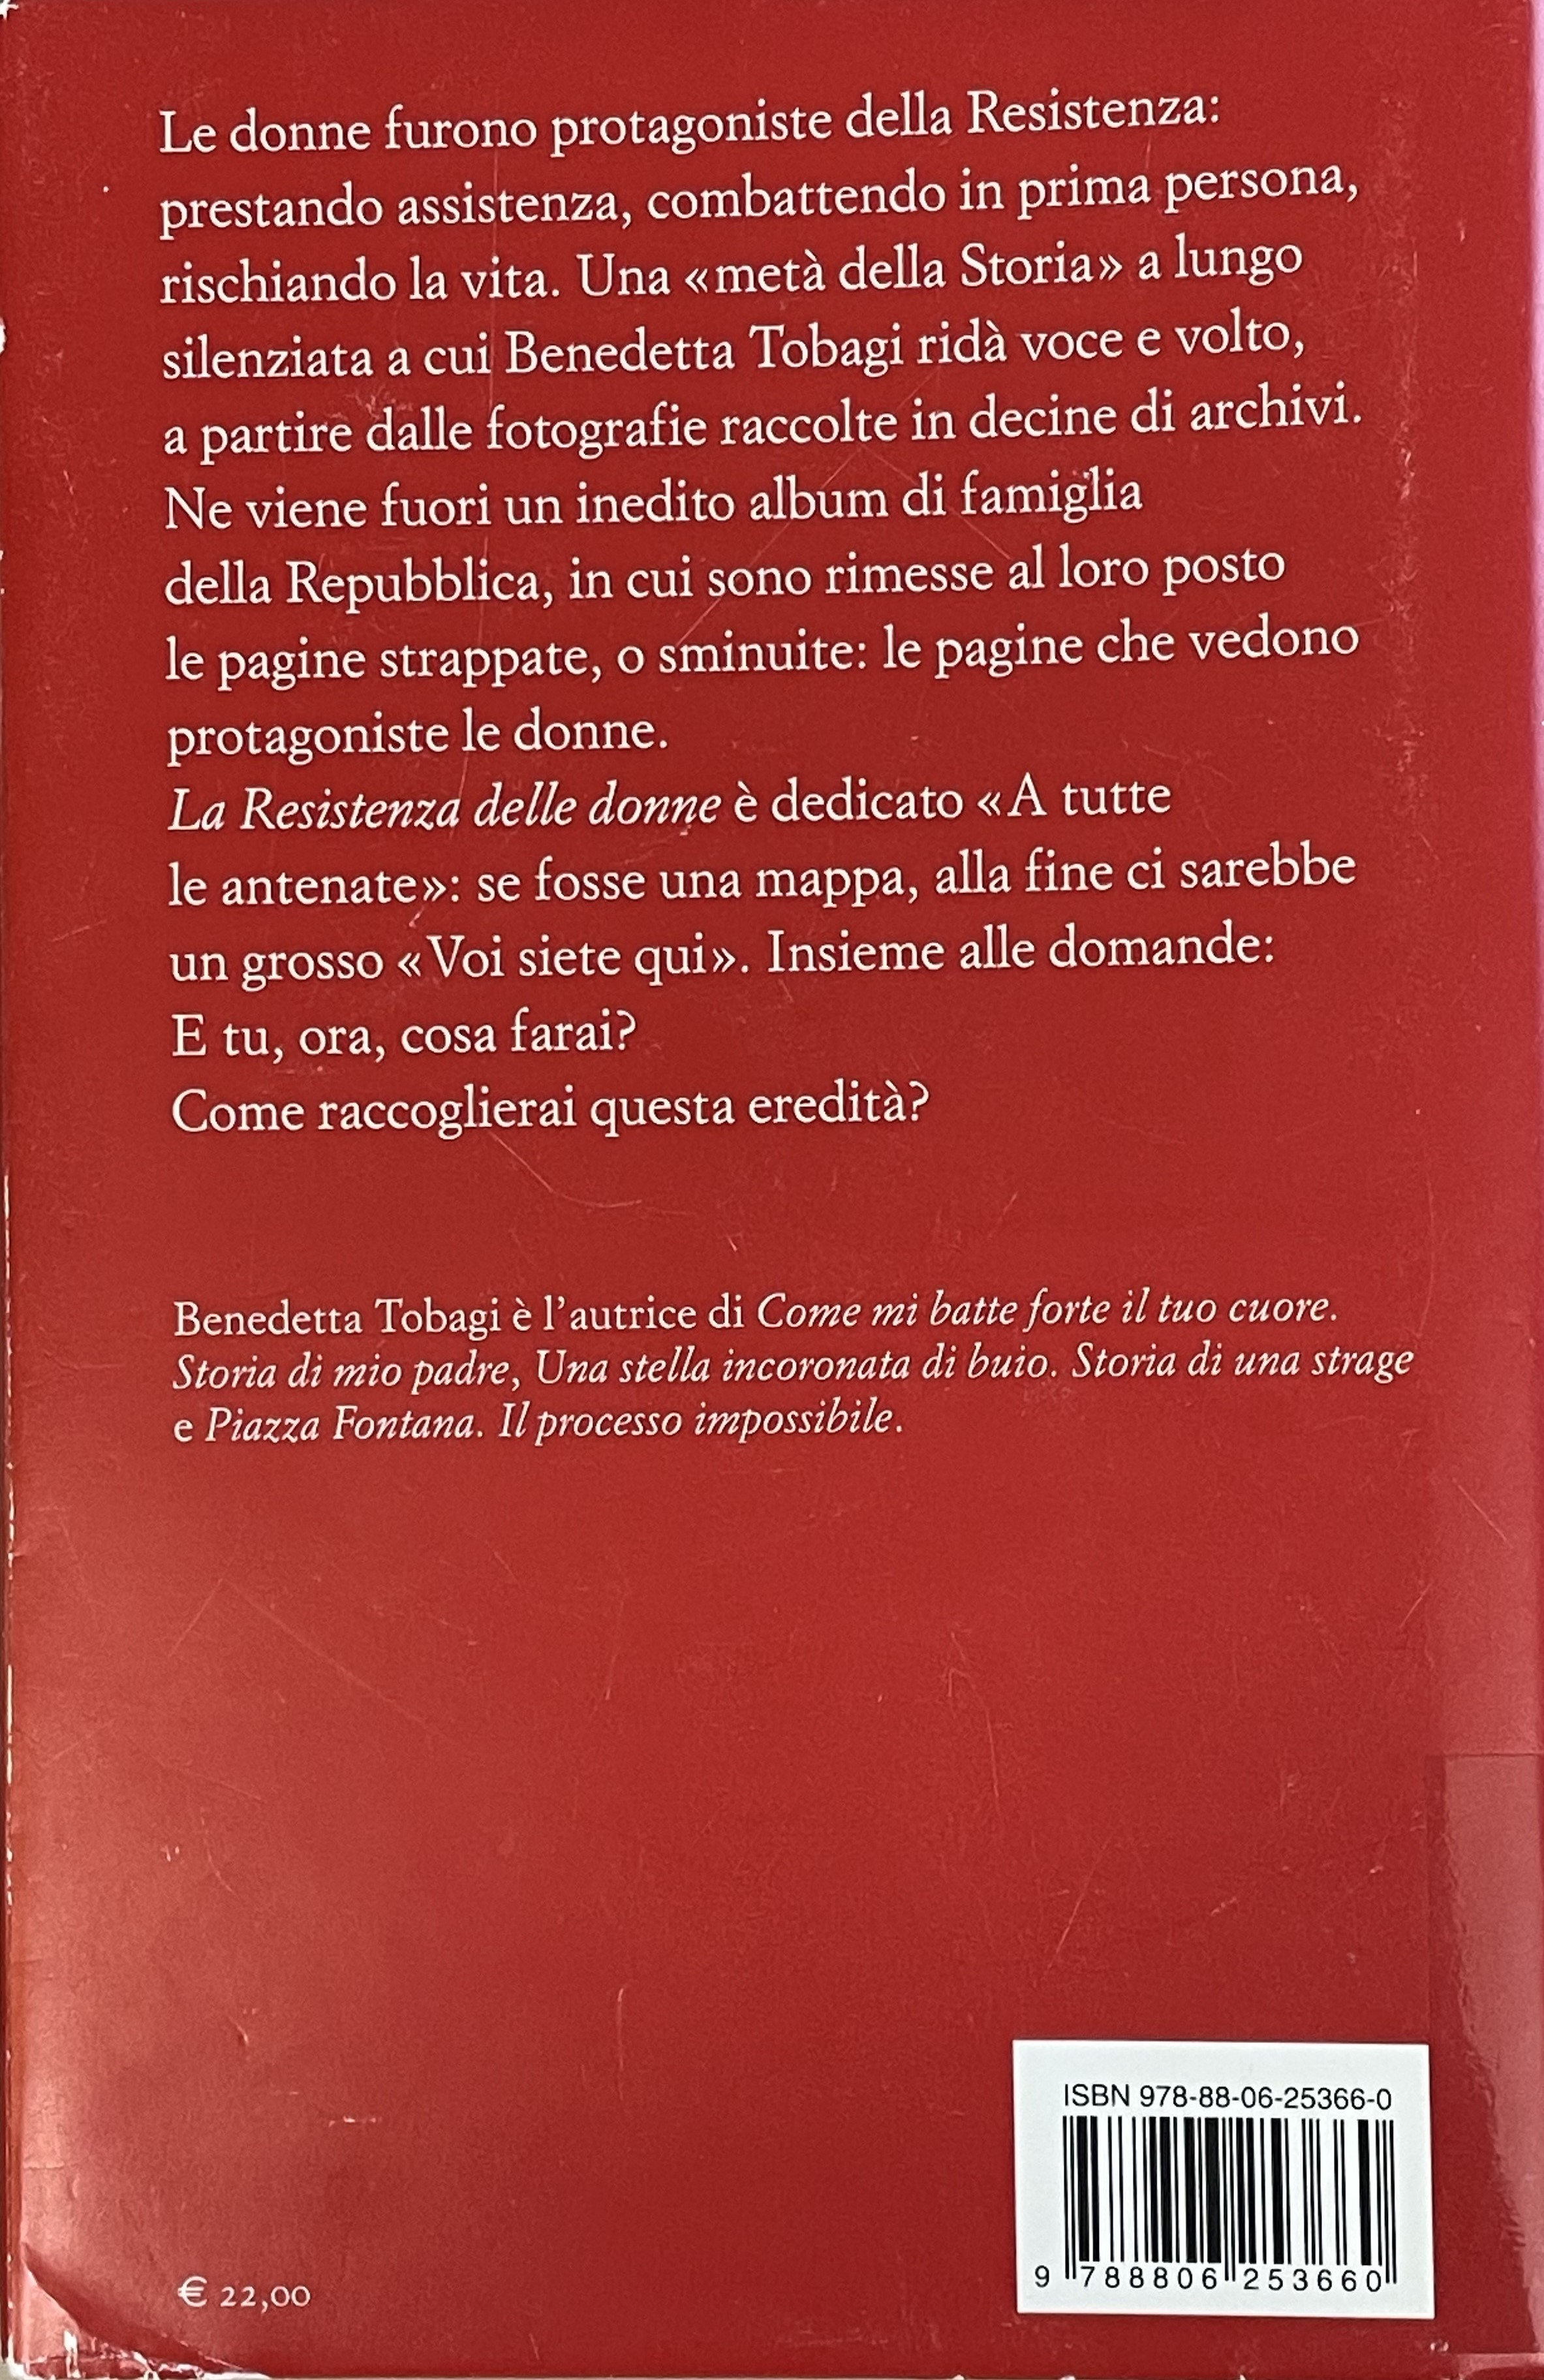 Le donne furono protagoniste della Resistenza:
prestando assistenza, combattendo in prima persona,
rischiando la vita. Una «metà della Storia» a lungo
silenziata a cui Benedetta Tobagi ridà voce e volto,
a partire dalle fotografie raccolte in decine di archivi.
Ne viene fuori un inedito album di famiglia
della Repubblica, in cui sono rimesse al loro posto
le pagine strappate, o sminuite: le pagine che vedono
protagoniste le donne.
La Resistenza delle donne è dedicato «A tutte
le antenate»: se fosse una mappa, alla fine ci sarebbe
un grosso «Voi siete qui». Insieme alle domande:
E tu, ora, cosa farai?
Come raccoglierai questa eredità?
Benedetta Tobagi è l'autrice di Come mi batte forte il tuo cuore.
Storia di mio padre, Una stella incoronata di buio. Storia di una strage
e Piazza Fontana. Il processo impossibile.
ISBN 978-88-06-25366-0
9 788806 253660
€ 22,00